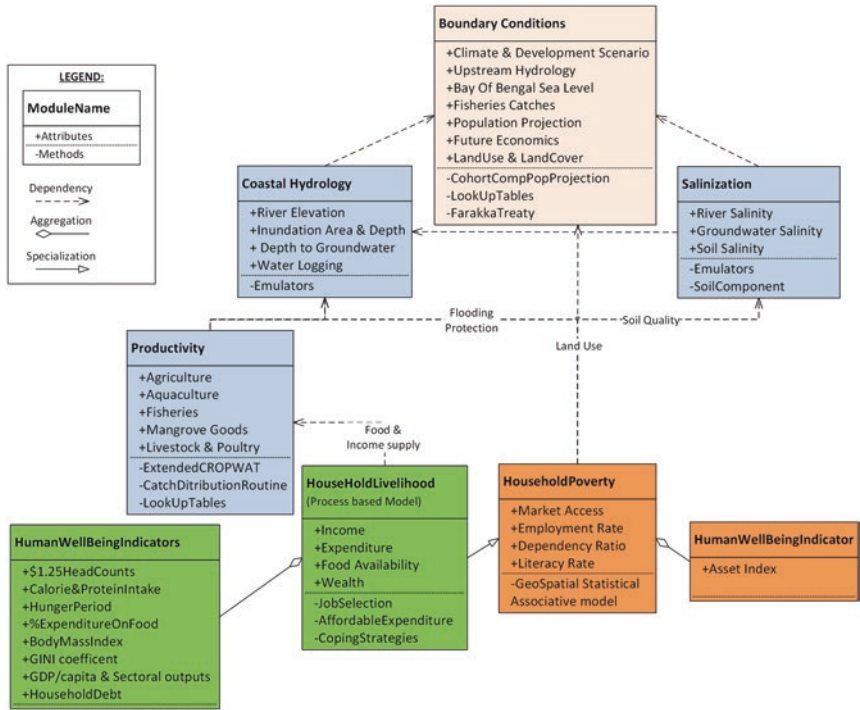 LEGEND:
ModuleName
+Attributes
-Methods
Dependency
Aggregation
Specialization
Boundary Conditions
+Climate & Development Scenario
+Upstream Hydrology
+Bay Of Bengal Sea Level
+Fisheries Catches
+Population Projection
+Future Economics
+LandUse & LandCover
-CohortCompPopProjection
-LookUpTables
-FarakkaTreaty
Coastal Hydrology
+River Elevation
+Inundation Area & Depth
+ Depth to Groundwater
+Water Logging
-Emulators
Salinization
+River Salinity
+Groundwater Salinity
+Soil Salinity
-Emulators
-SoilComponent
Flooding
Protection
Soil Quality
Land Use
Productivity
+Agriculture
+Aquaculture
+Fisheries
+Mangrove Goods
+Livestock & Poultry
-ExtendedCROPWAT
-CatchDitributionRoutine
-LookUpTables
Food &
Income supply
HouseHoldLivelihood
(Process based Model)
+Income
+Expenditure
+Food Availability
+Wealth
-JobSelection
-AffordableExpenditure
-CopingStrategies
HouseholdPoverty
+Market Access
+Employment Rate
+Dependency Ratio
+Literacy Rate
-GeoSpatial Statistical
Associative model
HumanWellBeingIndicators
+$1.25HeadCounts
+Calorie&ProteinIntake
+HungerPeriod
+%ExpenditureOnFood
+BodyMassIndex
+GINI coefficent
+GDP/capita & Sectoral outputs
+HouseholdDebt
HumanWellBeingIndicator
+Asset Index